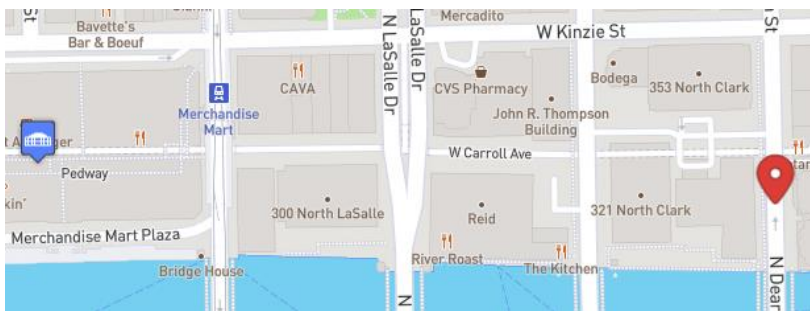 Bavette's
Bar & Boeuf
Mercadito
W Kinzie St
N LaSalle Dr
LaSalle Dr
CAVA
CVS Pharmacy
Bodega
353 North Clark
Merchandise
Mart
John R. Thompson
Building
W Carroll Ave
Pedway
300 North LaSalle
Reid
321 North Clark
Merchandise Mart Plaza
River Roast
The Kitchen
Bridge House
N
N Dear
St